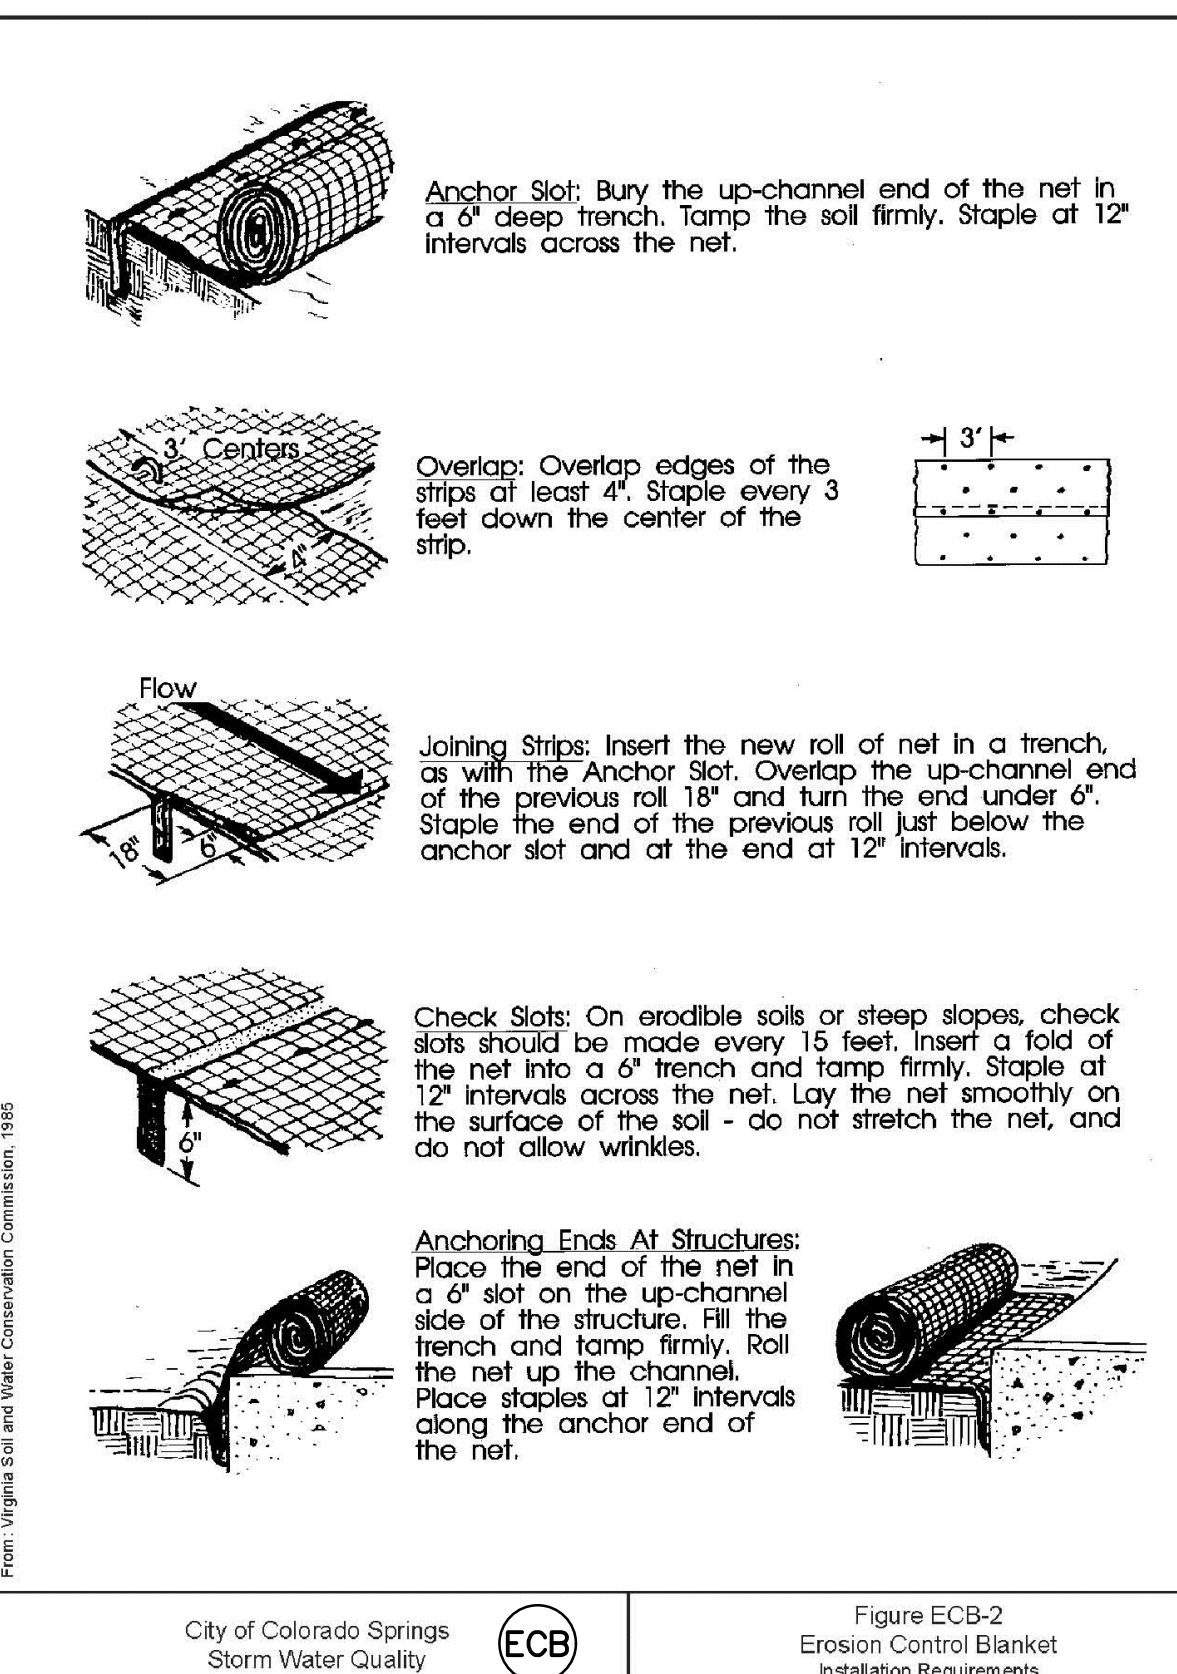 Anchor Slot: Bury the up-channel end of the net in
a 6" deep trench. Tamp the soil firmly. Staple at 12"
intervals across the net.
3' Centers
4"
Overlap: Overlap edges of the
strips at least 4". Staple every 3
feet down the center of the
strip.
3'
Flow
18"
6"
Joining Strips: Insert the new roll of net in a trench,
as with the Anchor Slot. Overlap the up-channel end
of the previous roll 18" and turn the end under 6".
Staple the end of the previous roll just below the
anchor slot and at the end at 12" intervals.
6"
Check Slots: On erodible soils or steep slopes, check
slots should be made every 15 feet. Insert a fold of
the net into a 6" trench and tamp firmly. Staple at
12" intervals across the net. Lay the net smoothly on
the surface of the soil - do not stretch the net, and
do not allow wrinkles.
Anchoring Ends At Structures:
Place the end of the net in
a 6" slot on the up-channel
side of the structure. Fill the
trench and tamp firmly. Roll
the net up the channel.
Place staples at 12" intervals
along the anchor end of
the net.
From: Virginia Soil and Water Conservation Commission, 1985
City of Colorado Springs
Storm Water Quality
ECB
Figure ECB-2
Erosion Control Blanket
Installation Requirements